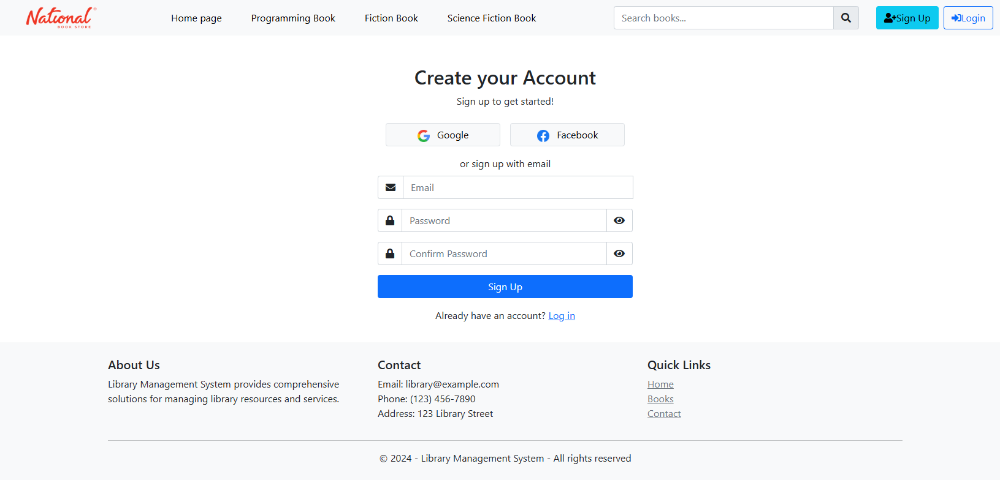 National®
BOOK STORE
Home page
Programming Book
Fiction Book
Science Fiction Book
Search books...
Sign Up
Login
Create your Account
Sign up to get started!
Google
Facebook
or sign up with email
Email
Password
Confirm Password
Sign Up
Already have an account? Log in
About Us
Library Management System provides comprehensive
solutions for managing library resources and services.
Contact
Email: library@example.com
Phone: (123) 456-7890
Address: 123 Library Street
Quick Links
Home
Books
Contact
© 2024 - Library Management System - All rights reserved